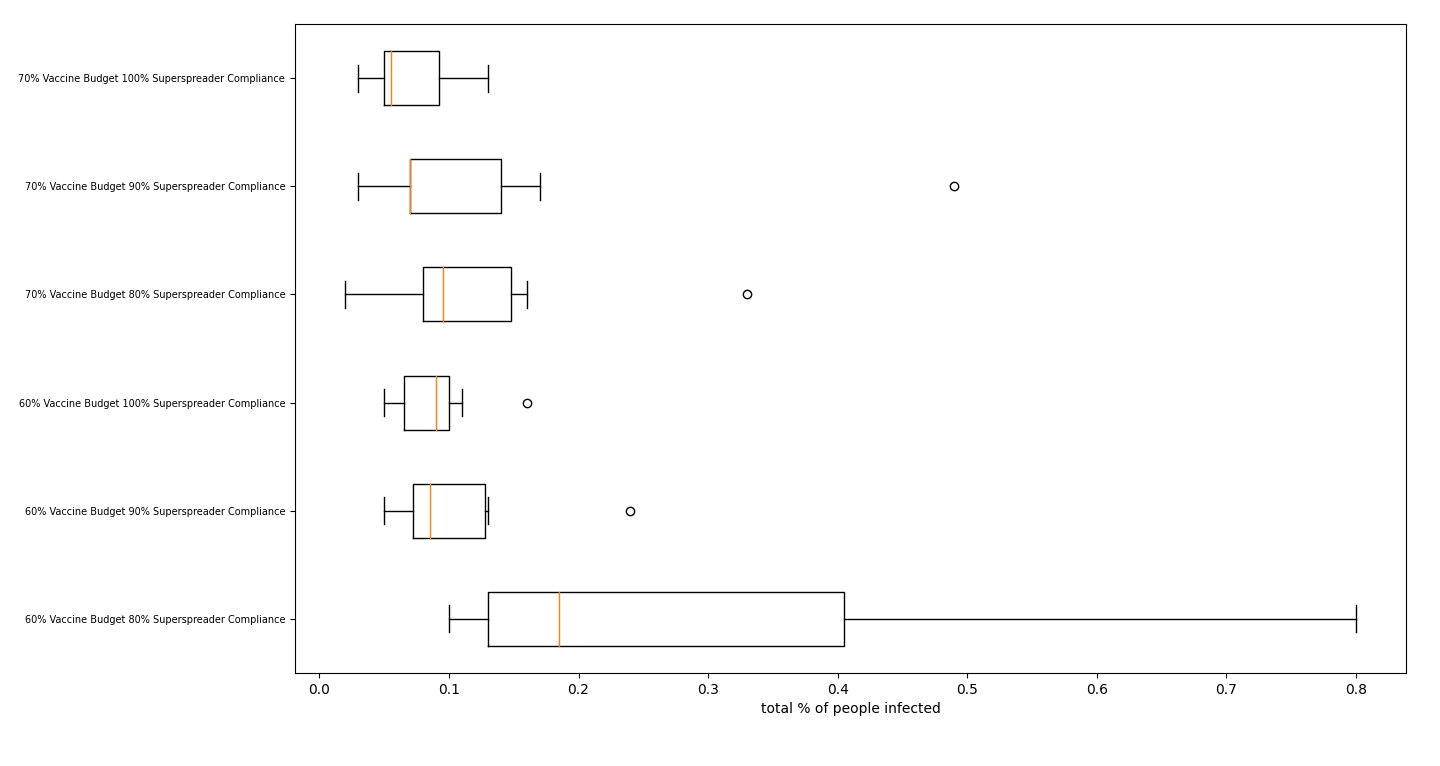 70% Vaccine Budget 100% Superspreader Compliance
70% Vaccine Budget 90% Superspreader Compliance
70% Vaccine Budget 80% Superspreader Compliance
60% Vaccine Budget 100% Superspreader Compliance
60% Vaccine Budget 90% Superspreader Compliance
60% Vaccine Budget 80% Superspreader Compliance
0.0 0.1 0.2 0.3 0.4 0.5 0.6 0.7 0.8
total % of people infected